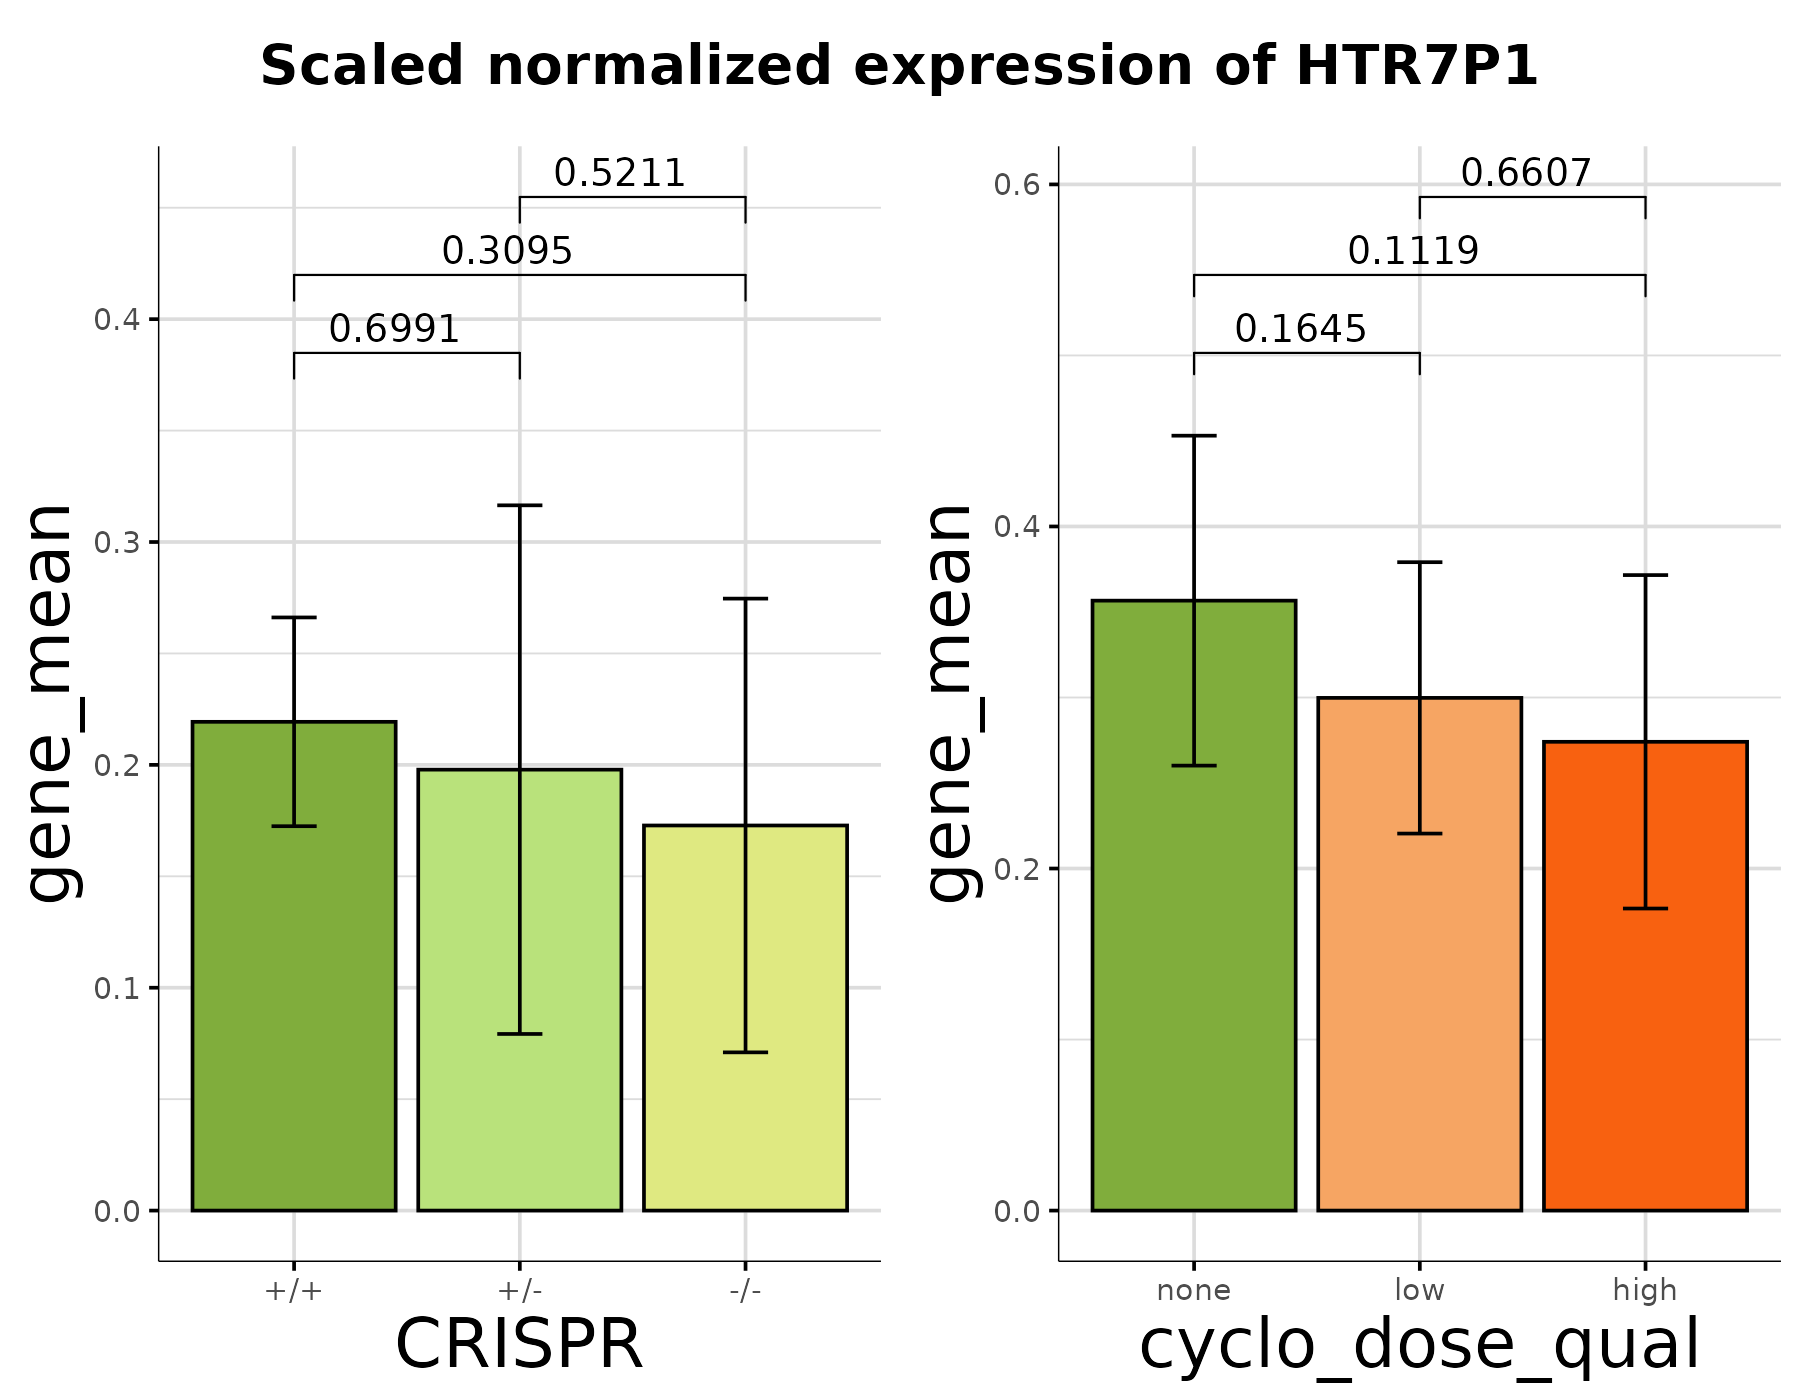 Scaled normalized expression of HTR7P1
gene_mean
0.4
0.3
0.2
0.1
0.0
0.5211
0.3095
0.6991
+/+ +/- -/-
CRISPR
gene_mean
0.6
0.4
0.2
0.0
0.6607
0.1119
0.1645
none low high
cyclo_dose_qual